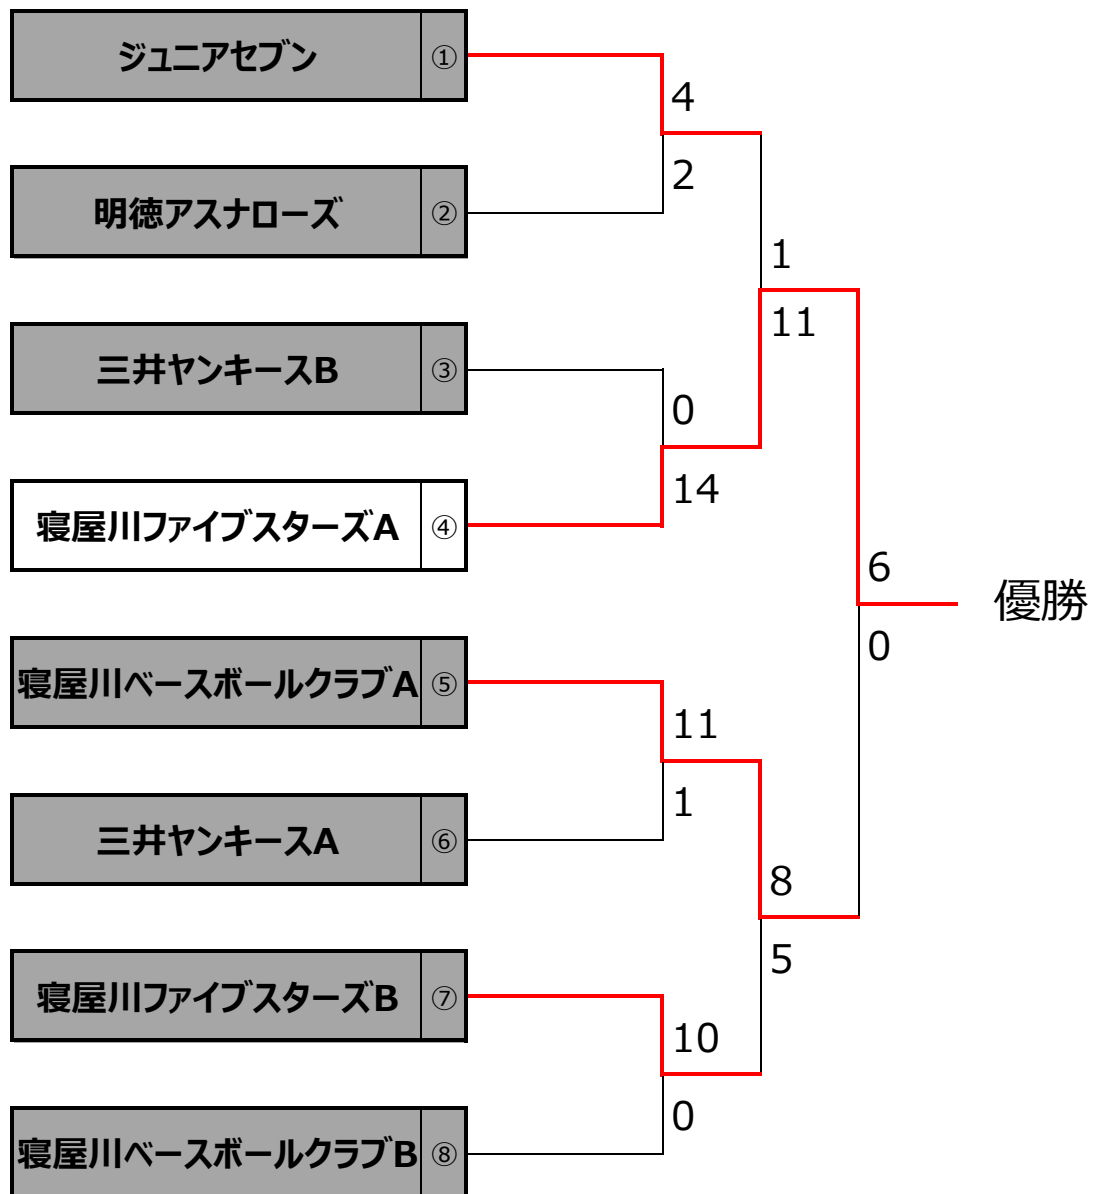 ジュニアセブン ①
4
2
明徳アスナローズ ②
1
11
三井ヤンキースB ③
0
14
寝屋川ファイブスターズA ④
6
優勝
0
寝屋川ベースボールクラブA ⑤
11
1
三井ヤンキースA ⑥
8
5
寝屋川ファイブスターズB ⑦
10
0
寝屋川ベースボールクラブB ⑧